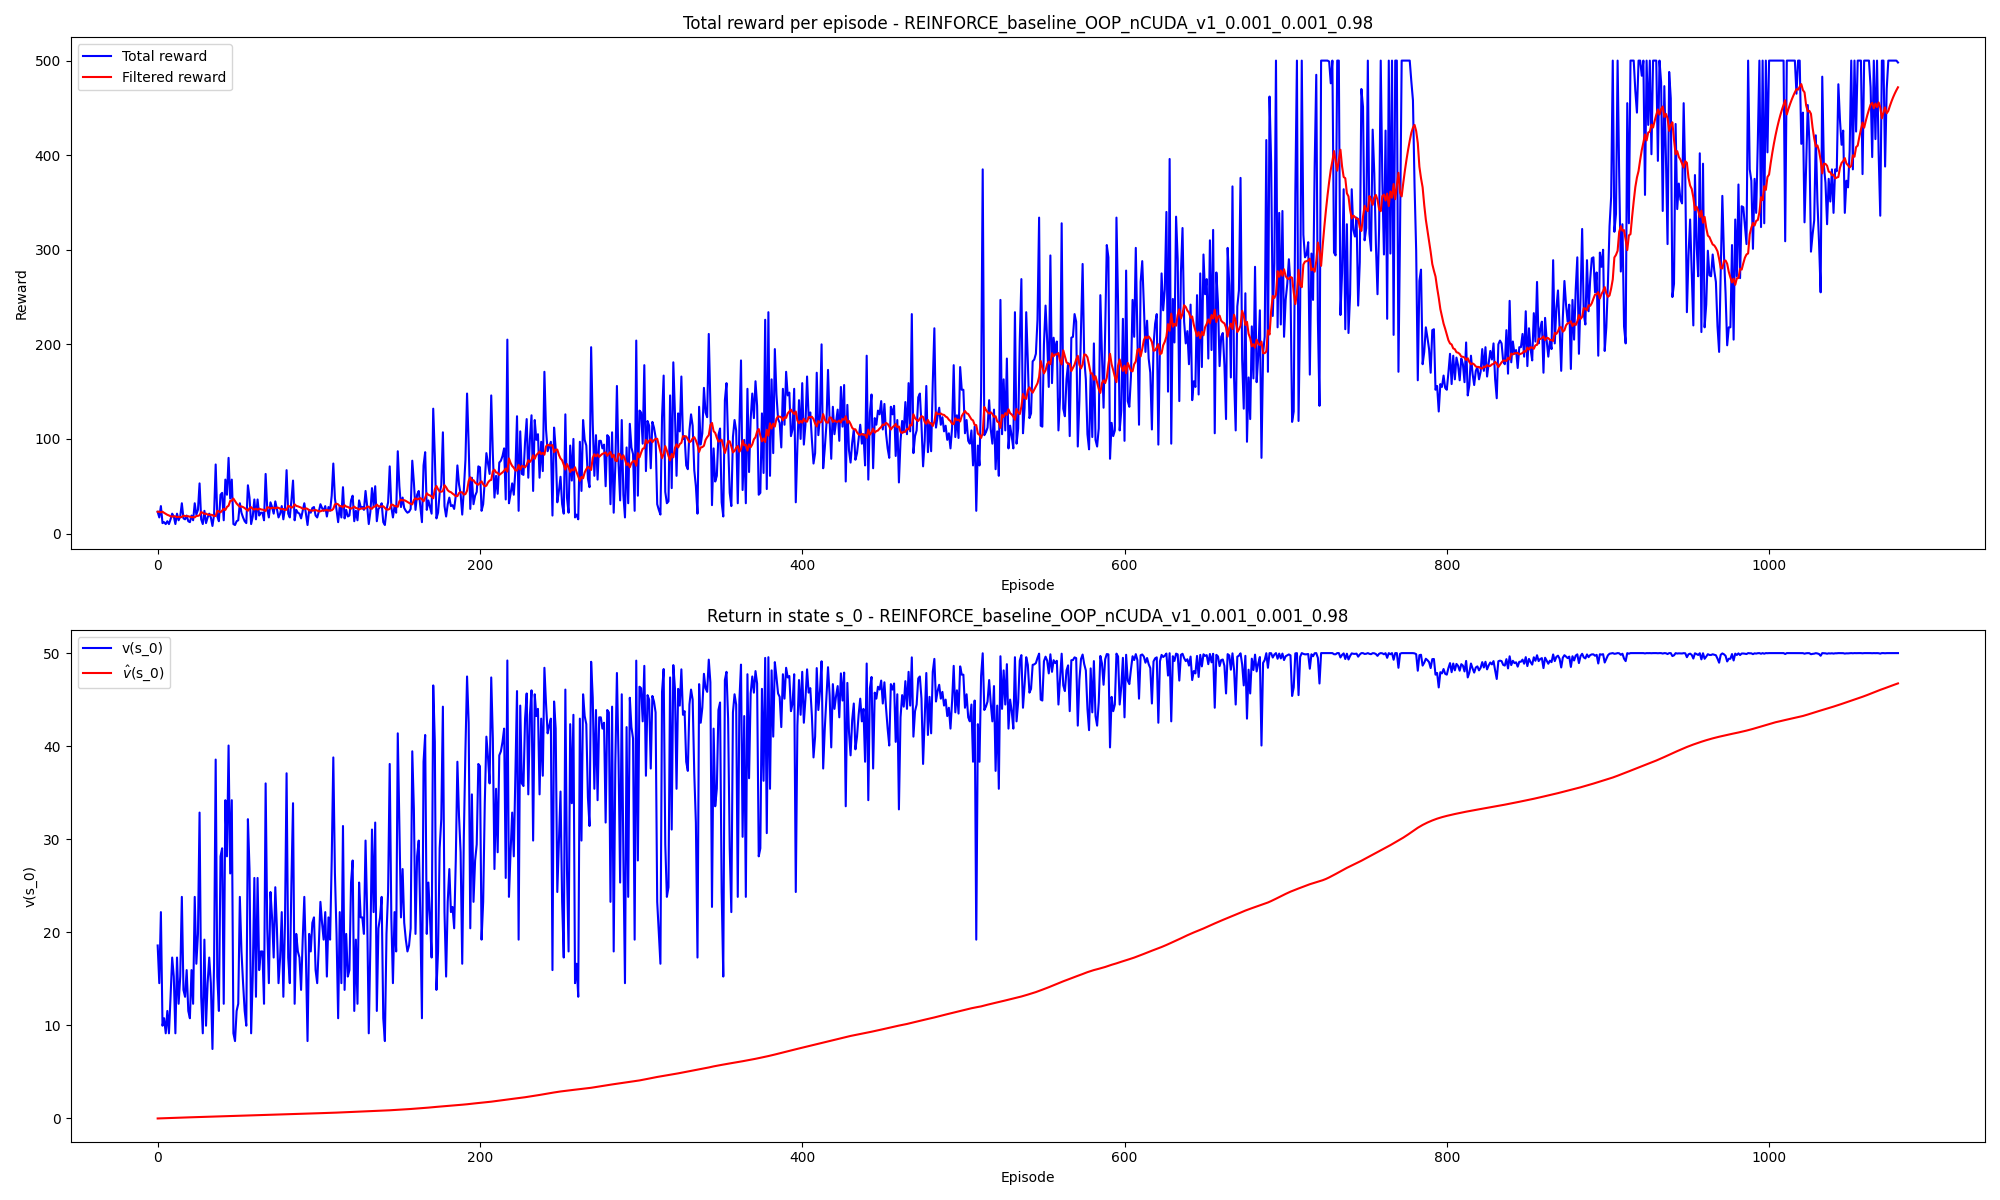 Total reward per episode - REINFORCE_baseline_OOP_nCUDA_v1_0.001_0.001_0.98
Total reward
Filtered reward
500
400
300
200
100
0
Reward
0 200 400 600 800 1000
Episode
Return in state s_0 - REINFORCE_baseline_OOP_nCUDA_v1_0.001_0.001_0.98
v(s_0)
v̂(s_0)
50
40
30
20
10
0
v(s_0)
0 200 400 600 800 1000
Episode